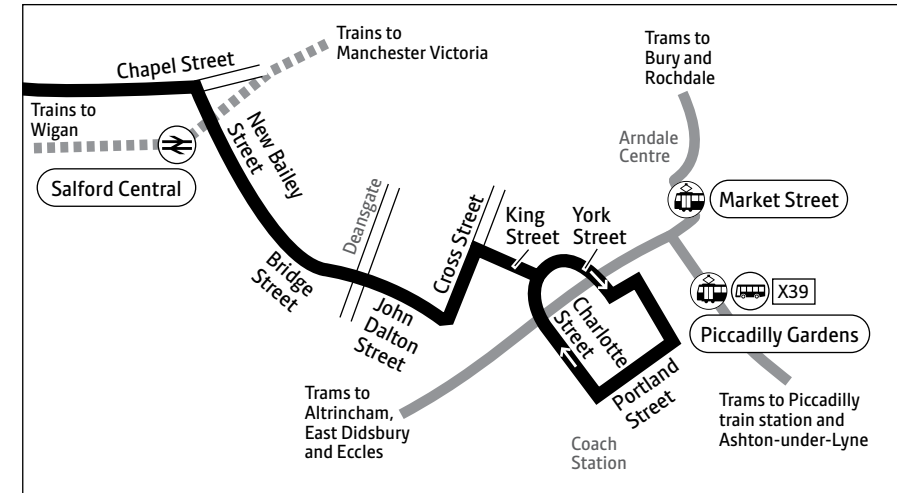 Trains to
Manchester Victoria
Trams to
Bury and
Rochdale
Chapel Street
Trains to
Wigan
New Bailey
Street
Arndale
Centre
Salford Central
Market Street
Deansgate
Cross Street
King
Street
York
Street
Bridge
Street
X39
John
Dalton
Street
Charlotte
Street
Piccadilly Gardens
Portland
Street
Trams to
Altrincham,
East Didsbury
and Eccles
Trams to Piccadilly
train station and
Ashton-under-Lyne
Coach
Station